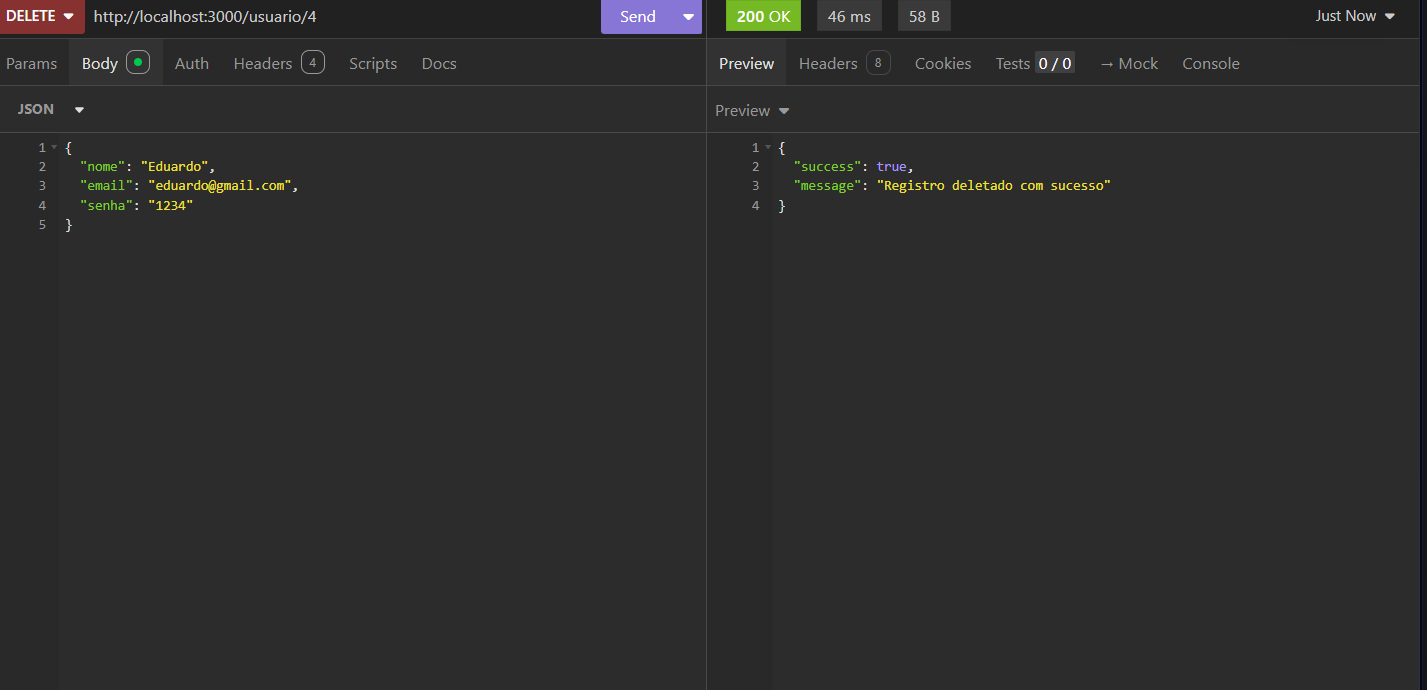 DELETE http://localhost:3000/usuario/4 Send 200 OK 46 ms 58 B Just Now
Params Body Auth Headers 4 Scripts Docs Preview Headers 8 Cookies Tests 0 / 0 → Mock Console
JSON
1 {
2 "nome": "Eduardo",
3 "email": "eduardo@gmail.com",
4 "senha": "1234"
5 }
Preview
1 {
2 "success": true,
3 "message": "Registro deletado com sucesso"
4 }